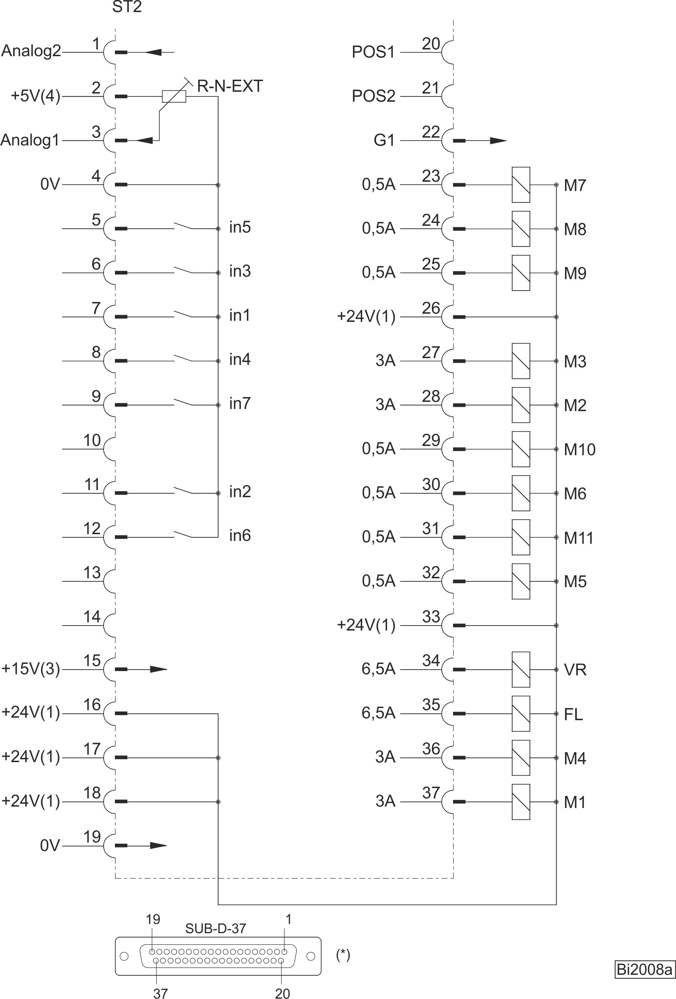 ST2
Analog2 1
+5V(4) 2 R-N-EXT
Analog1 3
0V 4
5 in5
6 in3
7 in1
8 in4
9 in7
10
11 in2
12 in6
13
14
+15V(3) 15
+24V(1) 16
+24V(1) 17
+24V(1) 18
0V 19
POS1 20
POS2 21
G1 22
0,5A 23 M7
0,5A 24 M8
0,5A 25 M9
+24V(1) 26
3A 27 M3
3A 28 M2
0,5A 29 M10
0,5A 30 M6
0,5A 31 M11
0,5A 32 M5
+24V(1) 33
6,5A 34 VR
6,5A 35 FL
3A 36 M4
3A 37 M1
19 1
SUB-D-37
(*)
37 20
Bi2008a